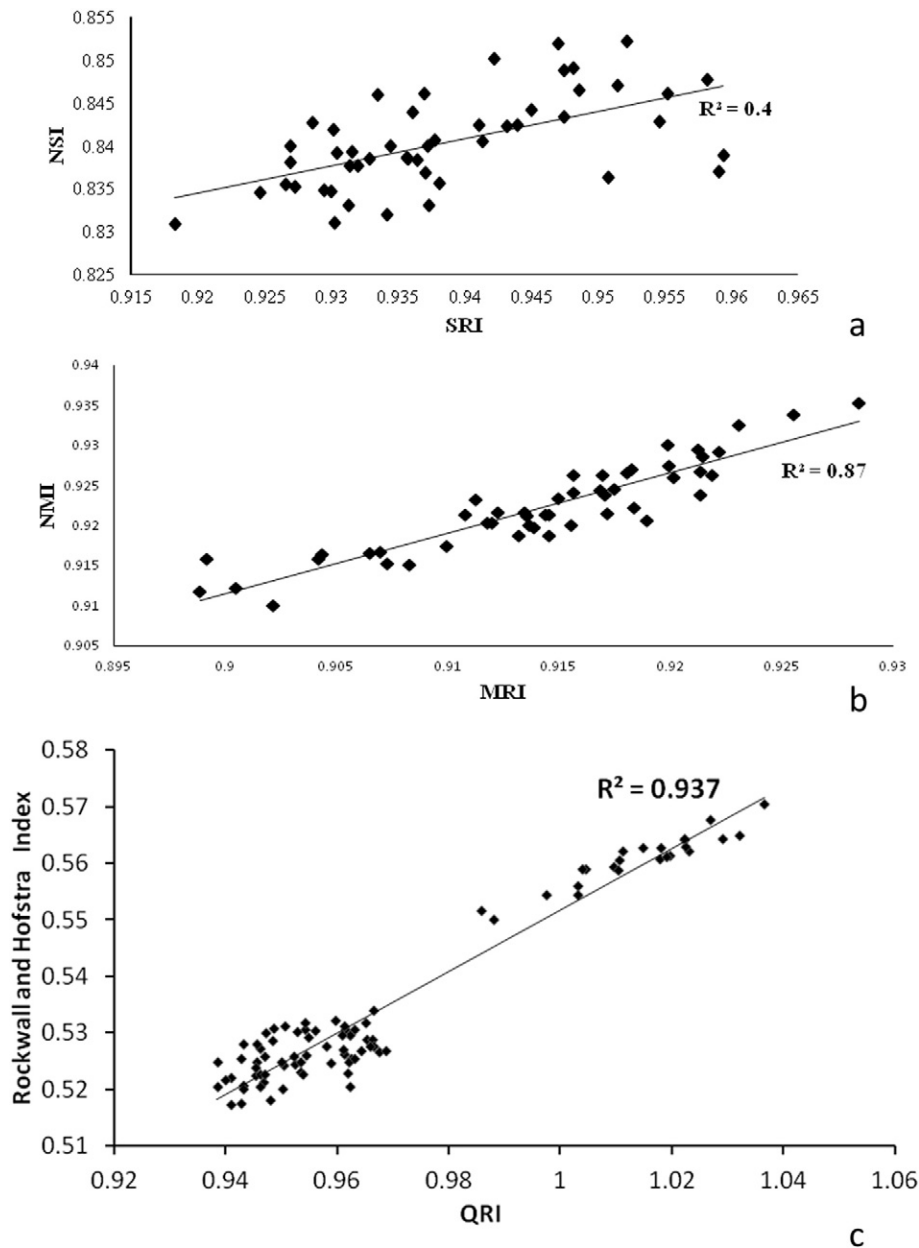 0.855
0.85
0.845
0.84
0.835
0.83
0.825
NSI
R² = 0.4
0.915 0.92 0.925 0.93 0.935 0.94 0.945 0.95 0.955 0.96 0.965
SRI
a
0.94
0.935
0.93
0.925
0.92
0.915
0.91
0.905
NMI
R² = 0.87
0.895 0.9 0.905 0.91 0.915 0.92 0.925 0.93
MRI
b
0.58
0.57
0.56
0.55
0.54
0.53
0.52
0.51
Rockwall and Hofstra Index
R² = 0.937
0.92 0.94 0.96 0.98 1 1.02 1.04 1.06
QRI
c